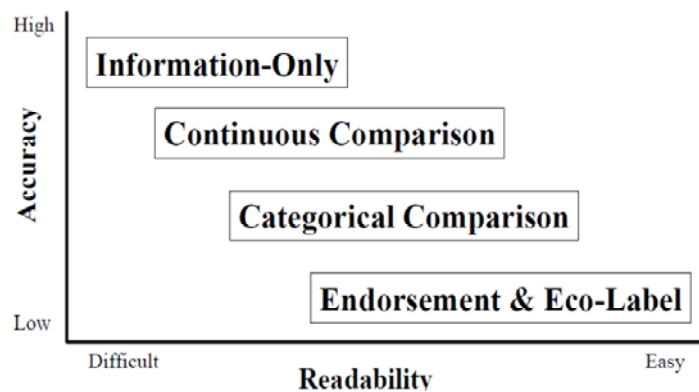 High
Information-Only
Continuous Comparison
Accuracy
Categorical Comparison
Endorsement & Eco-Label
Low
Difficult
Easy
Readability